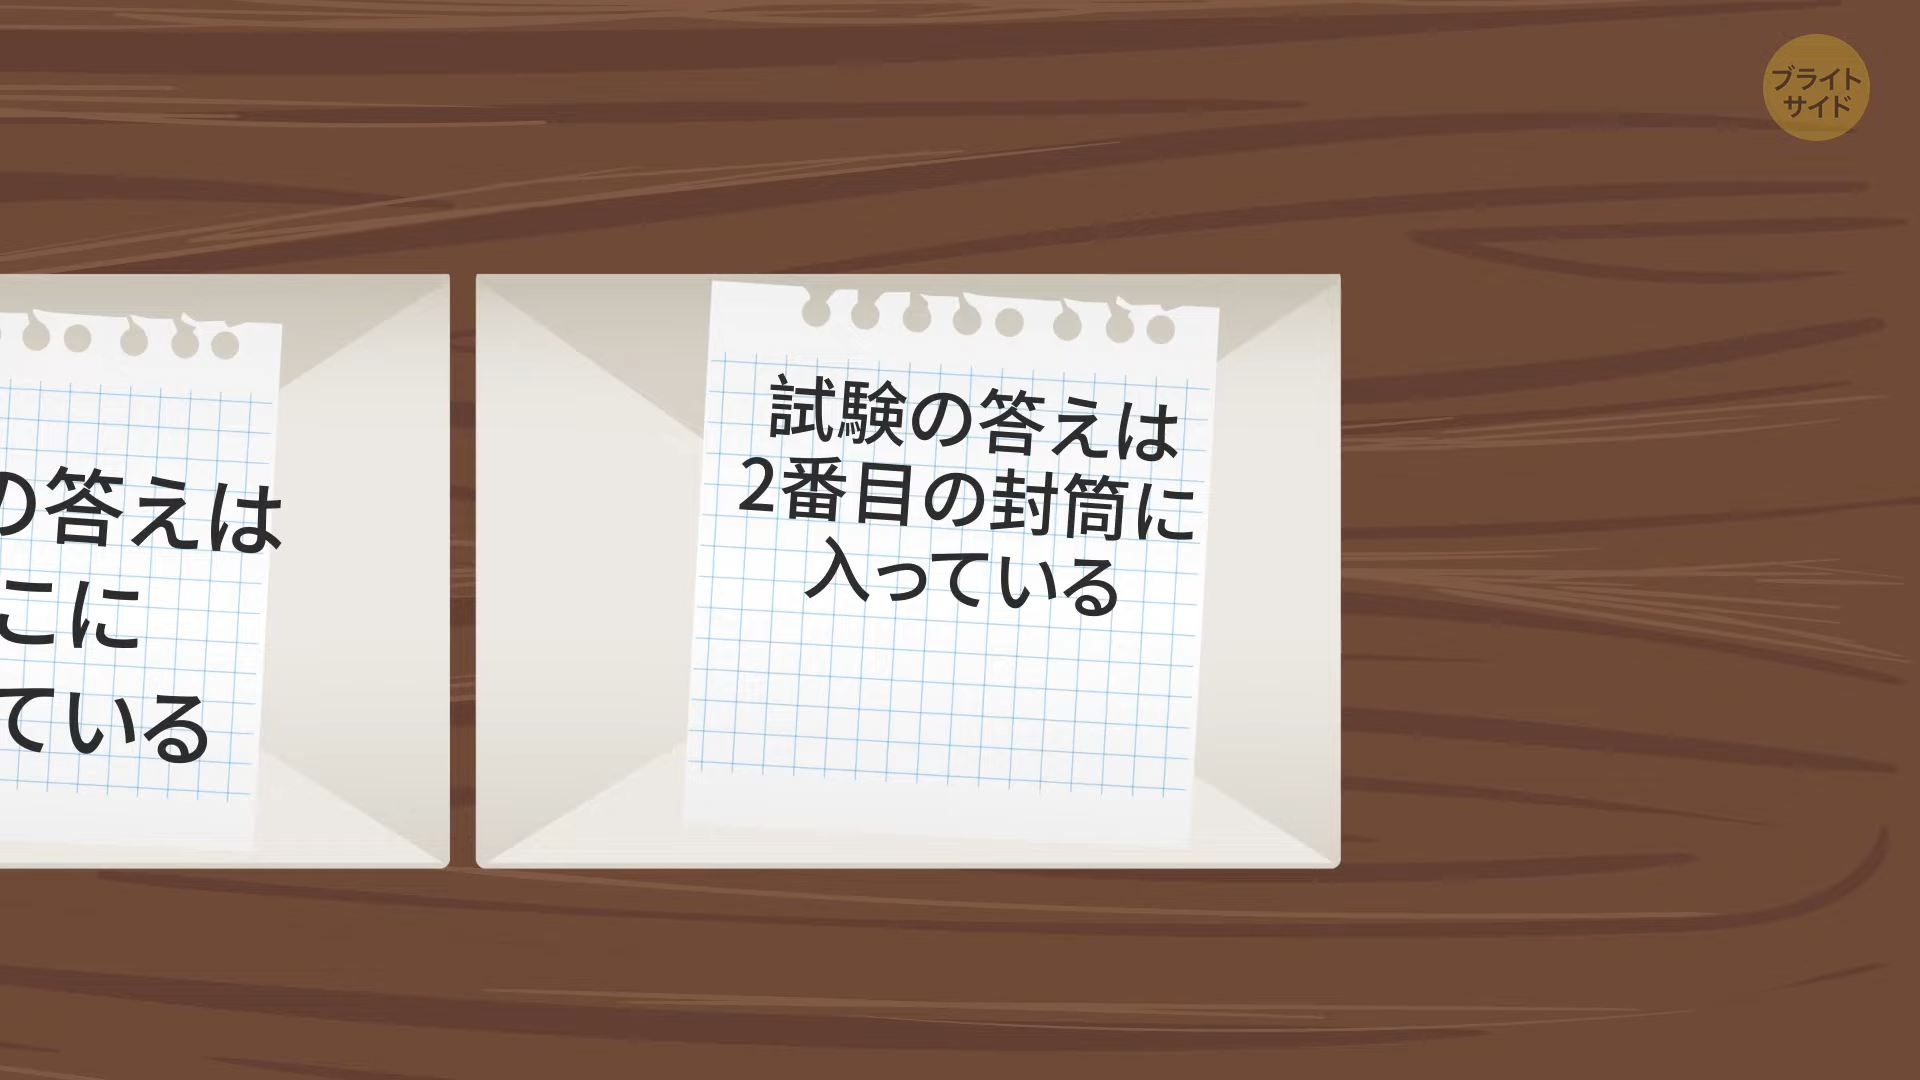 の答えは
こに
ている
試験の答えは
2番目の封筒に
入っている
ブライト
サイド